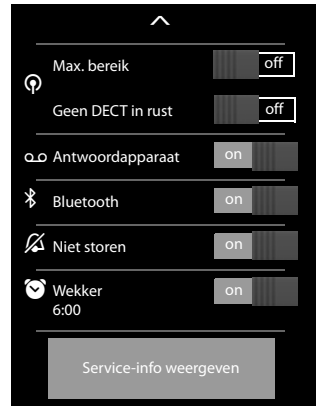 Max. bereik off
Geen DECT in rust off
Antwoordapparaat on
Bluetooth on
Niet storen on
Wekker on
6:00
Service-info weergeven